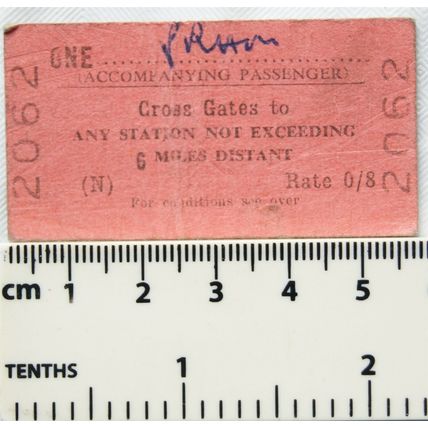 2062
ONE ..................
(ACCOMPANYING PASSENGER)
Cross Gates to
ANY STATION NOT EXCEEDING
6 MILES DISTANT
(N) Rate 0/8
For conditions see over
2062
cm 1 2 3 4 5
TENTHS 1 2